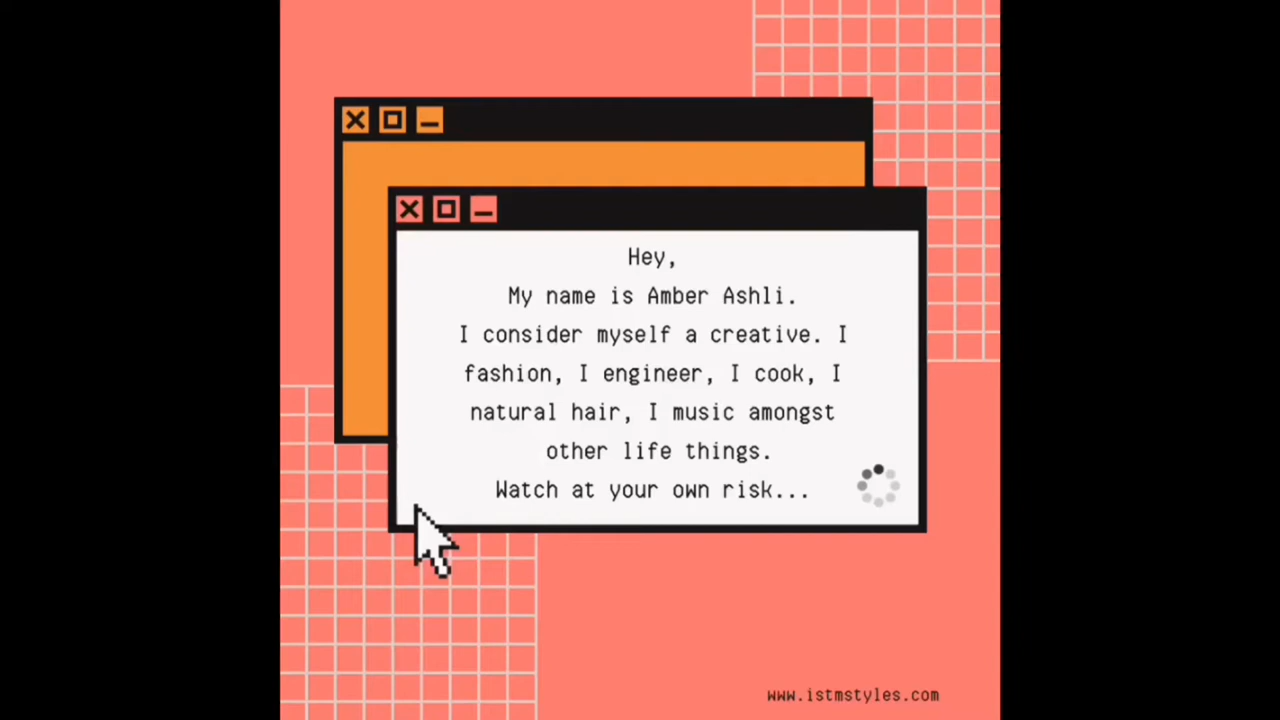 Hey,
My name is Amber Ashli.
I consider myself a creative. I
fashion, I engineer, I cook, I
natural hair, I music amongst
other life things.
Watch at your own risk...
www.istmstyles.com